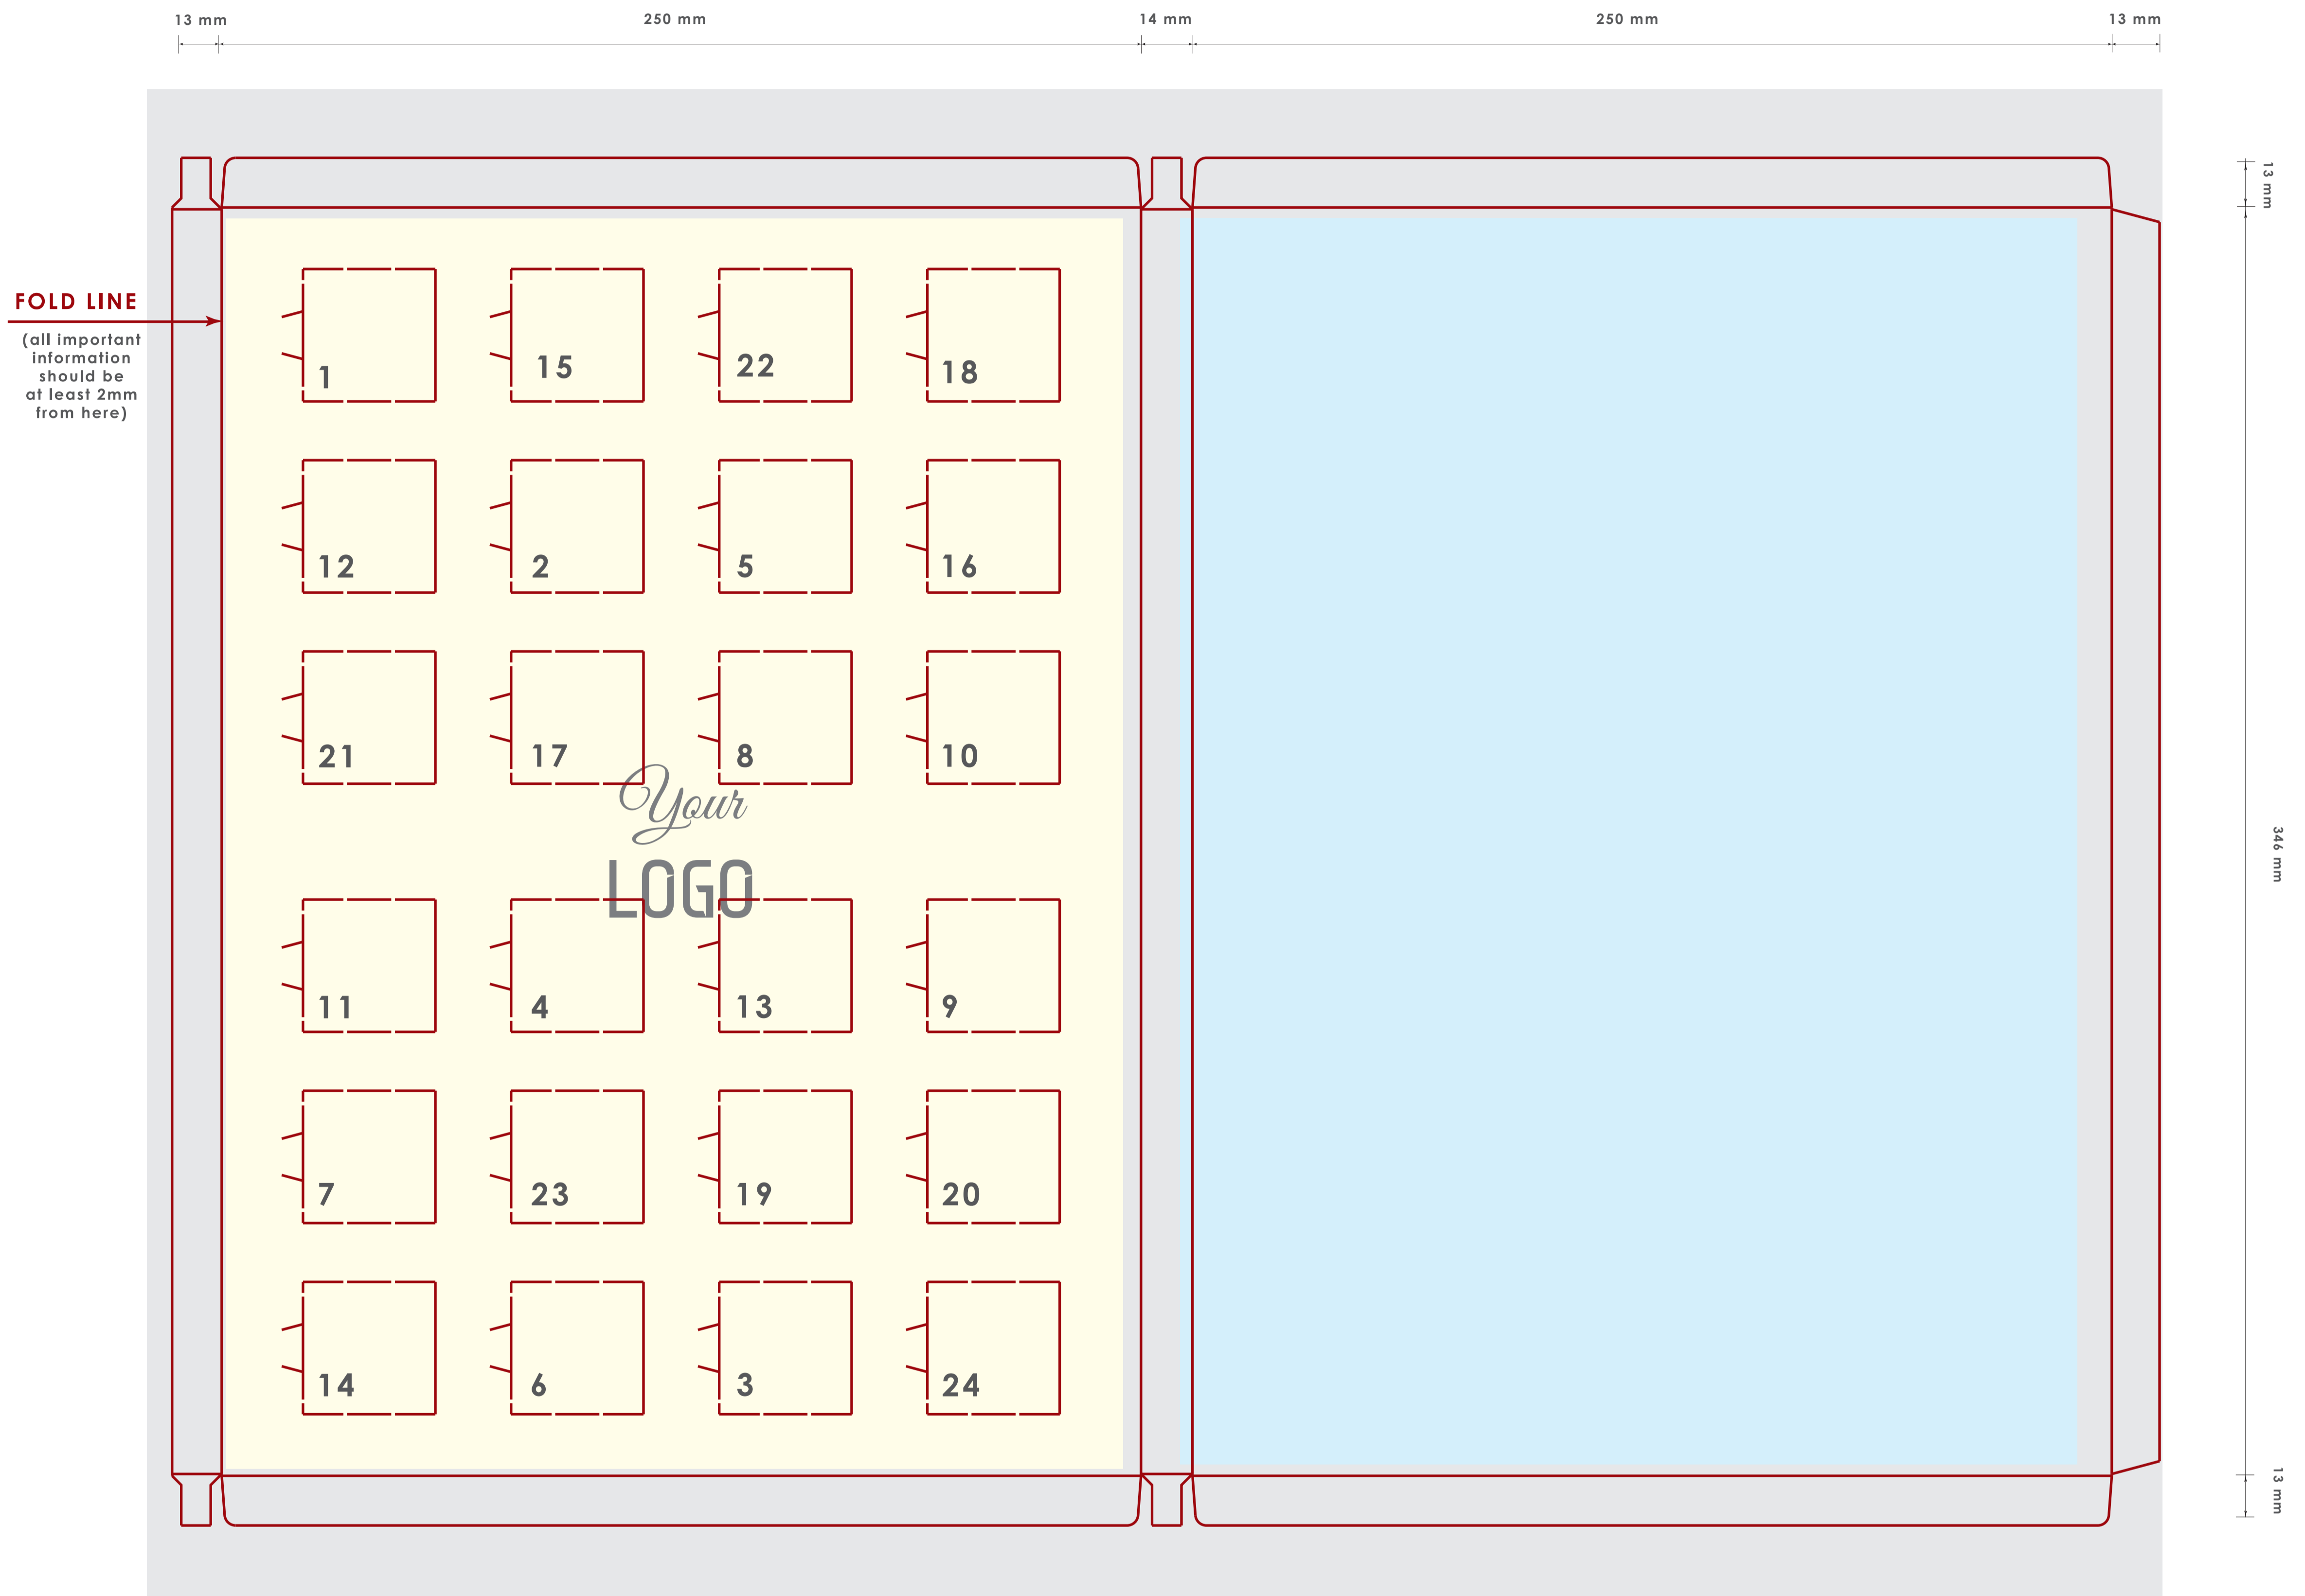 13 mm 250 mm 14 mm 250 mm 13 mm
13 mm
FOLD LINE
(all important
information
should be
at least 2mm
from here)
1 15 22 18
12 2 5 16
21 17 8 10
Your
LOGO
346 mm
11 4 13 9
7 23 19 20
14 6 3 24
13 mm